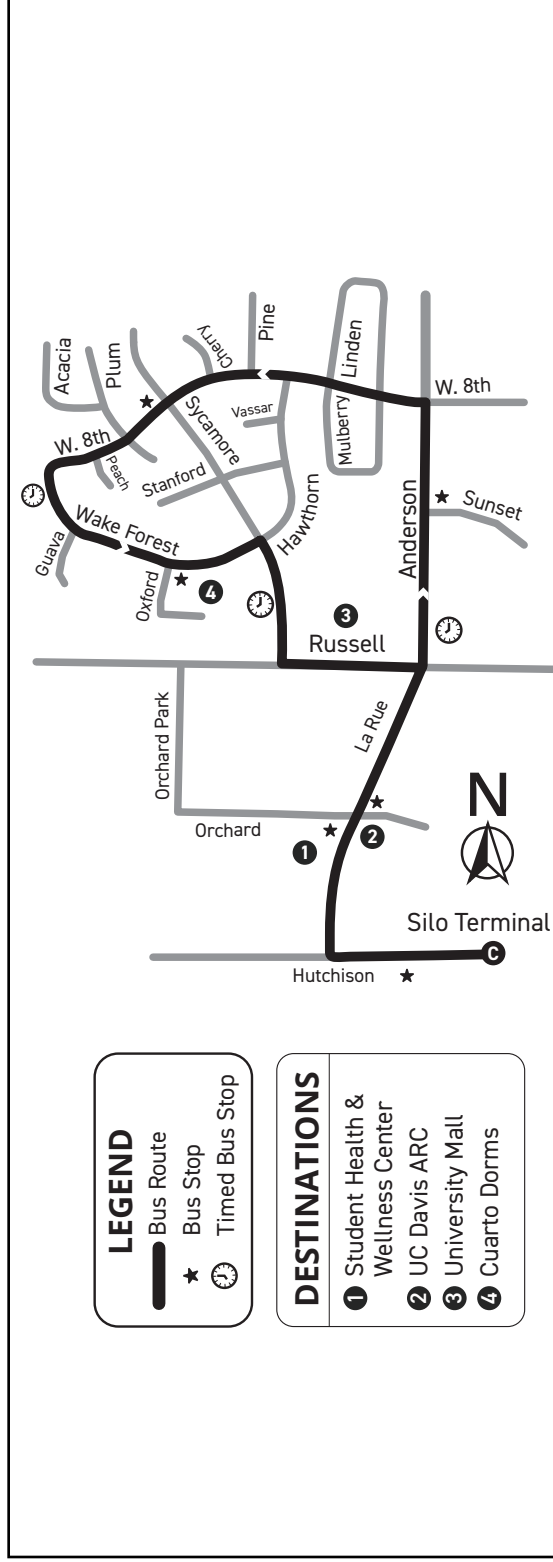 Acacia
Plum
Cherry
Pine
W. 8th
Peach
Sycamore
Vassar
Linden
Mulberry
W. 8th
Stanford
Wake Forest
Guava
Oxford
Hawthorn
Anderson
Sunset
4
3
Russell
Orchard Park
La Rue
Orchard
1
2
N
Silo Terminal
C
Hutchison
LEGEND
Bus Route
Bus Stop
Timed Bus Stop
DESTINATIONS
1 Student Health &
Wellness Center
2 UC Davis ARC
3 University Mall
4 Cuarto Dorms